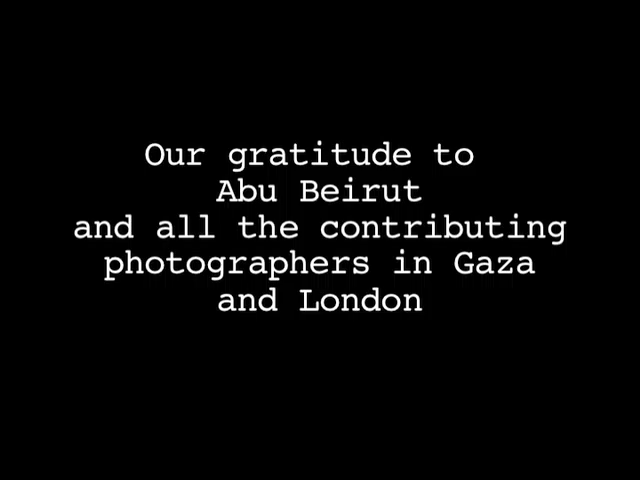 Our gratitude to
Abu Beirut
and all the contributing
photographers in Gaza
and London